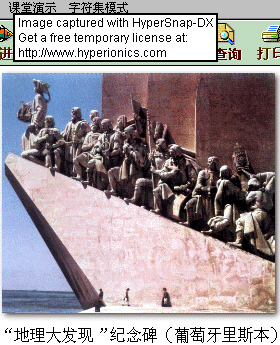 课堂演示 字符集模式
Image captured with HyperSnap-DX
Get a free temporary license at:
http://www.hyperionics.com
进 查询 打印
“地理大发现”纪念碑（葡萄牙里斯本）